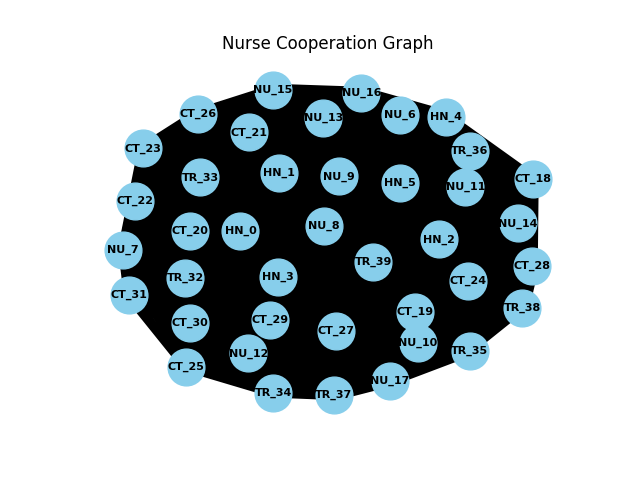 Nurse Cooperation Graph
NU_15
NU_16
CT_26
NU_13
NU_6
HN_4
CT_21
CT_23
TR_36
TR_33
HN_1
NU_9
HN_5
NU_11
CT_18
CT_22
NU_8
NU_14
CT_20
HN_0
HN_2
NU_7
TR_39
CT_28
TR_32
HN_3
CT_24
CT_31
TR_38
CT_19
CT_30
CT_29
CT_27
NU_10
NU_12
TR_35
CT_25
NU_17
TR_34
TR_37